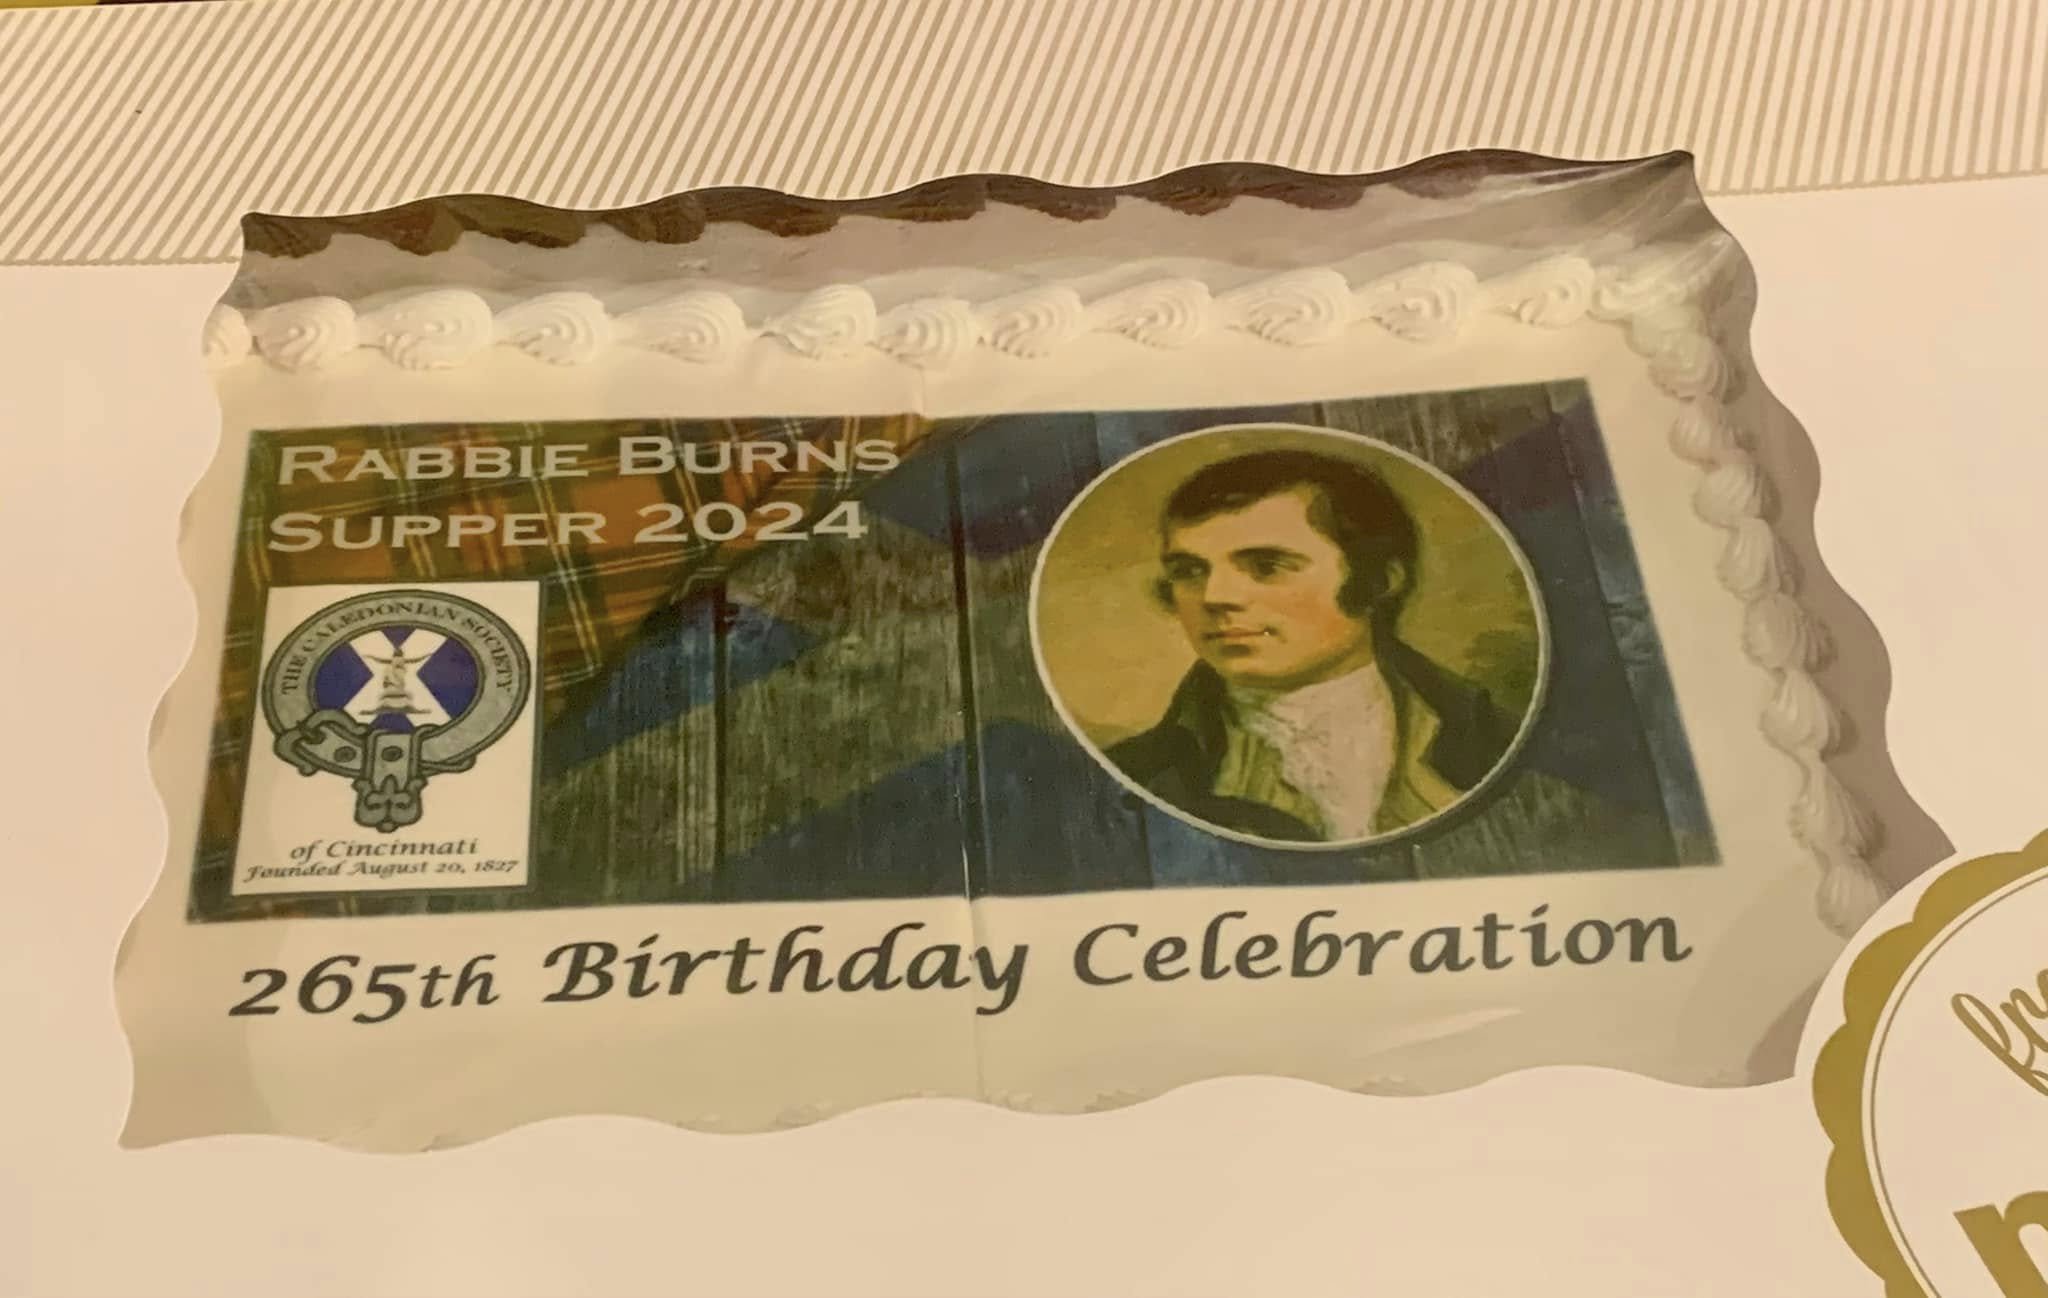 RABBIE BURNS
SUPPER 2024
THE CALEDONIAN SOCIETY
of Cincinnati
Founded August 20, 1827
265th Birthday Celebration